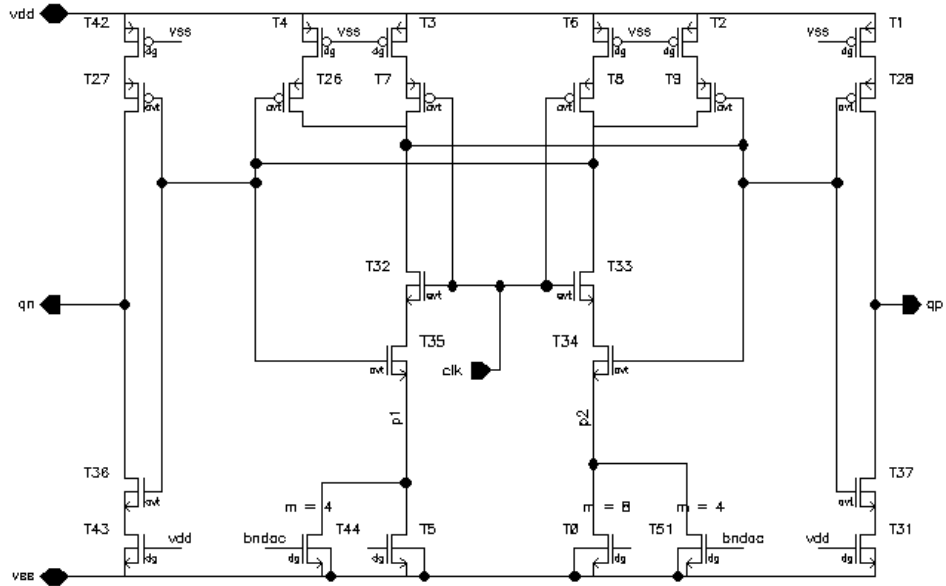 vdd T42 T4 T3 T6 T2 T1
vss vss vss vss
dg dg dg dg dg dg
T27 T26 T7 T8 T9 T28
avt avt avt avt avt avt
T32 T33
avt avt
qn qp
T35 T34
avt clk avt
p1 p2
T36 T37
avt avt
m = 4 m = 8 m = 4
T43 T44 T5 T0 T51 T31
vdd bndac bndac vdd
dg dg dg dg dg dg
vss